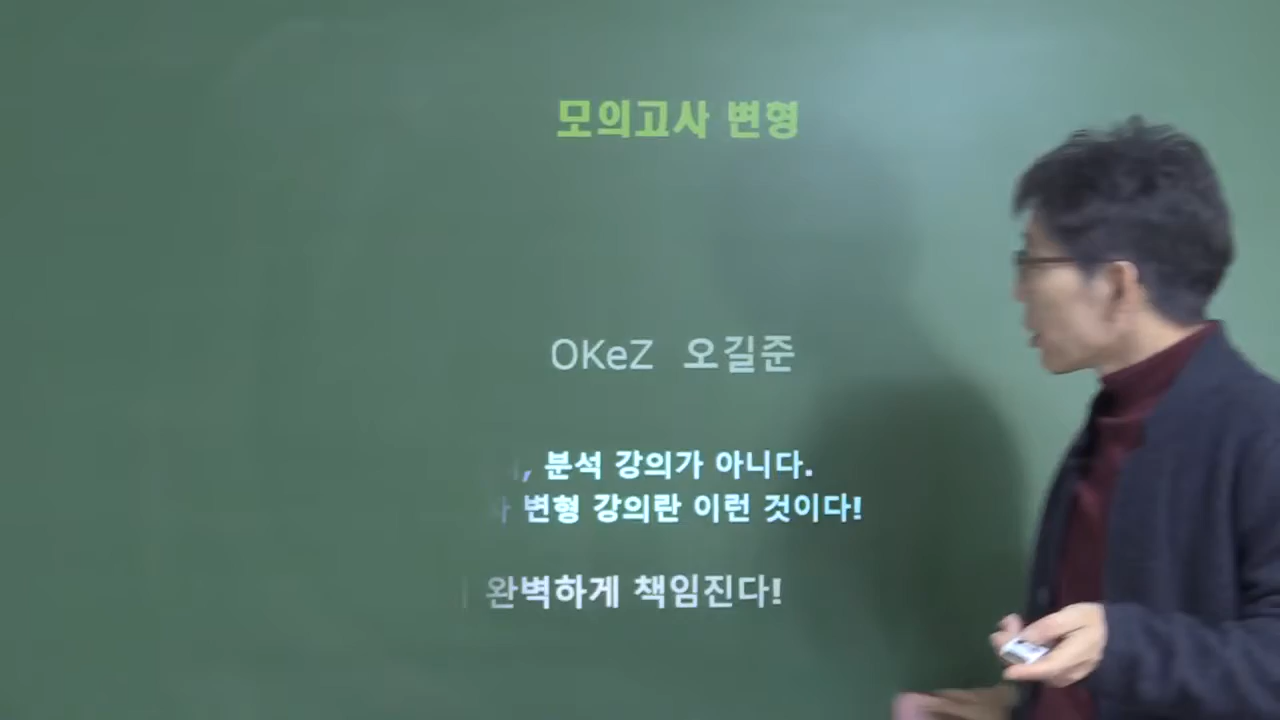 모의고사 변형
OKeZ 오길준
, 분석 강의가 아니다.
변형 강의란 이런 것이다!
완벽하게 책임진다!